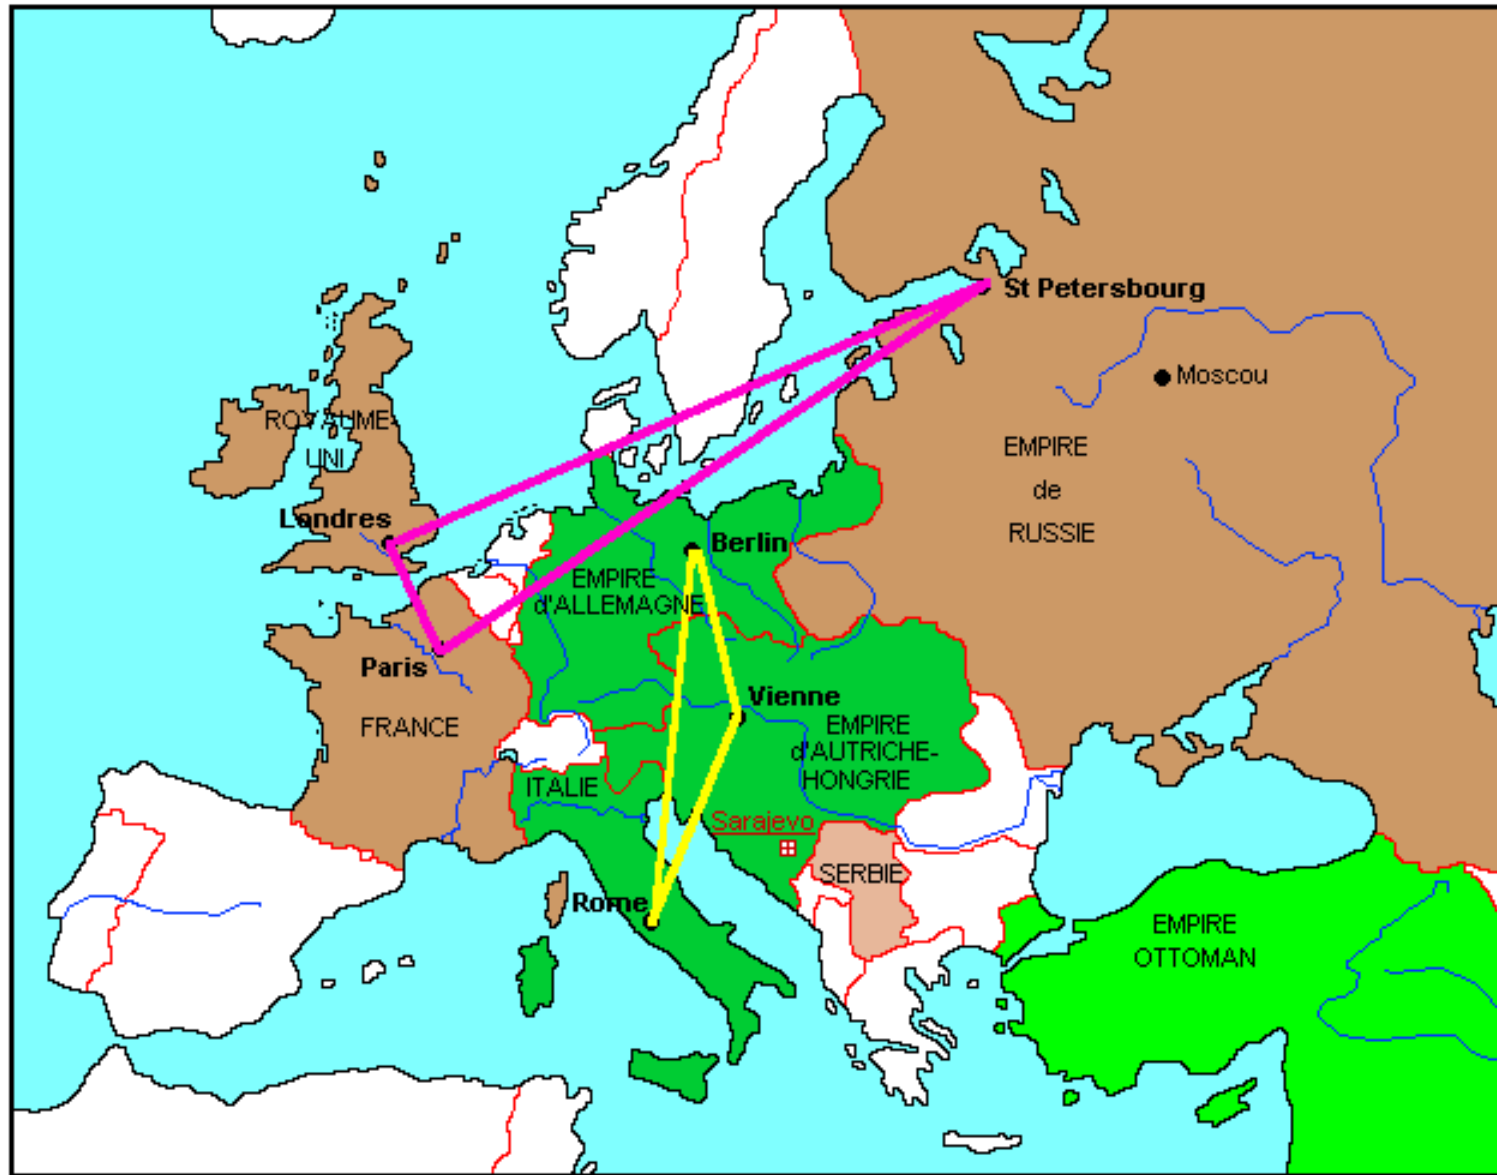 St Petersbourg
Moscou
ROYAUME
UNI
EMPIRE
de
RUSSIE
Londres
Berlin
EMPIRE
d'ALLEMAGNE
Paris
FRANCE
Vienne
EMPIRE
d'AUTRICHE-
HONGRIE
ITALIE
Sarajevo
SERBIE
Rome
EMPIRE
OTTOMAN